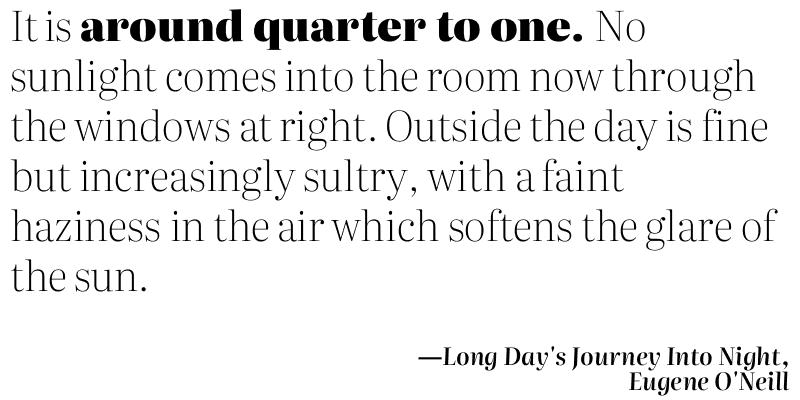 It is around quarter to one. No
sunlight comes into the room now through
the windows at right. Outside the day is fine
but increasingly sultry, with a faint
haziness in the air which softens the glare of
the sun.
—Long Day's Journey Into Night,
Eugene O'Neill